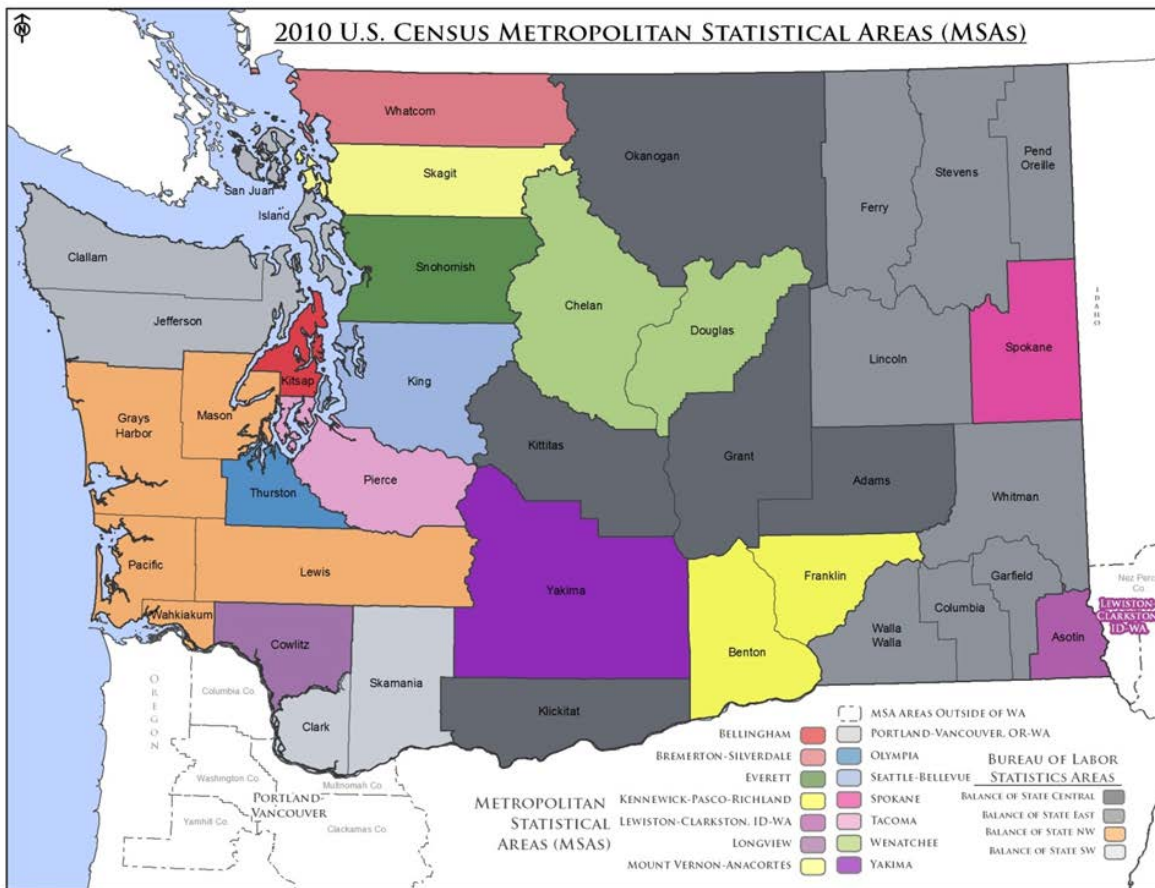 2010 U.S. Census Metropolitan Statistical Areas (MSAs)
Whatcom
Okanogan
Pend
Oreille
Stevens
Ferry
Skagit
San Juan
Island
Clallam
Snohomish
Chelan
Douglas
Jefferson
IDAHO
Spokane
Lincoln
Kitsap
King
Mason
Grays
Harbor
Kittitas
Grant
Adams
Pierce
Thurston
Whitman
Pacific
Lewis
Yakima
Franklin
Garfield
Nez Perc
Co.
Lewiston-
Clarkston
ID-WA
Wahkiakum
Columbia
Asotin
Walla
Walla
Cowlitz
Benton
Skamania
OREGON
Columbia Co.
Clark
Klickitat
Washington Co.
Multnomah Co.
Portland-
Vancouver
Yamhill Co.
Clackamas Co.
Metropolitan
Statistical
Areas (MSAs)
Bellingham
Bremerton-Silverdale
Everett
Kennewick-Pasco-Richland
Lewiston-Clarkston, ID-WA
Longview
Mount Vernon-Anacortes
MSA Areas Outside of WA
Portland-Vancouver, OR-WA
Olympia
Seattle-Bellevue
Spokane
Tacoma
Wenatchee
Yakima
Bureau of Labor
Statistics Areas
Balance of State Central
Balance of State East
Balance of State NW
Balance of State SW